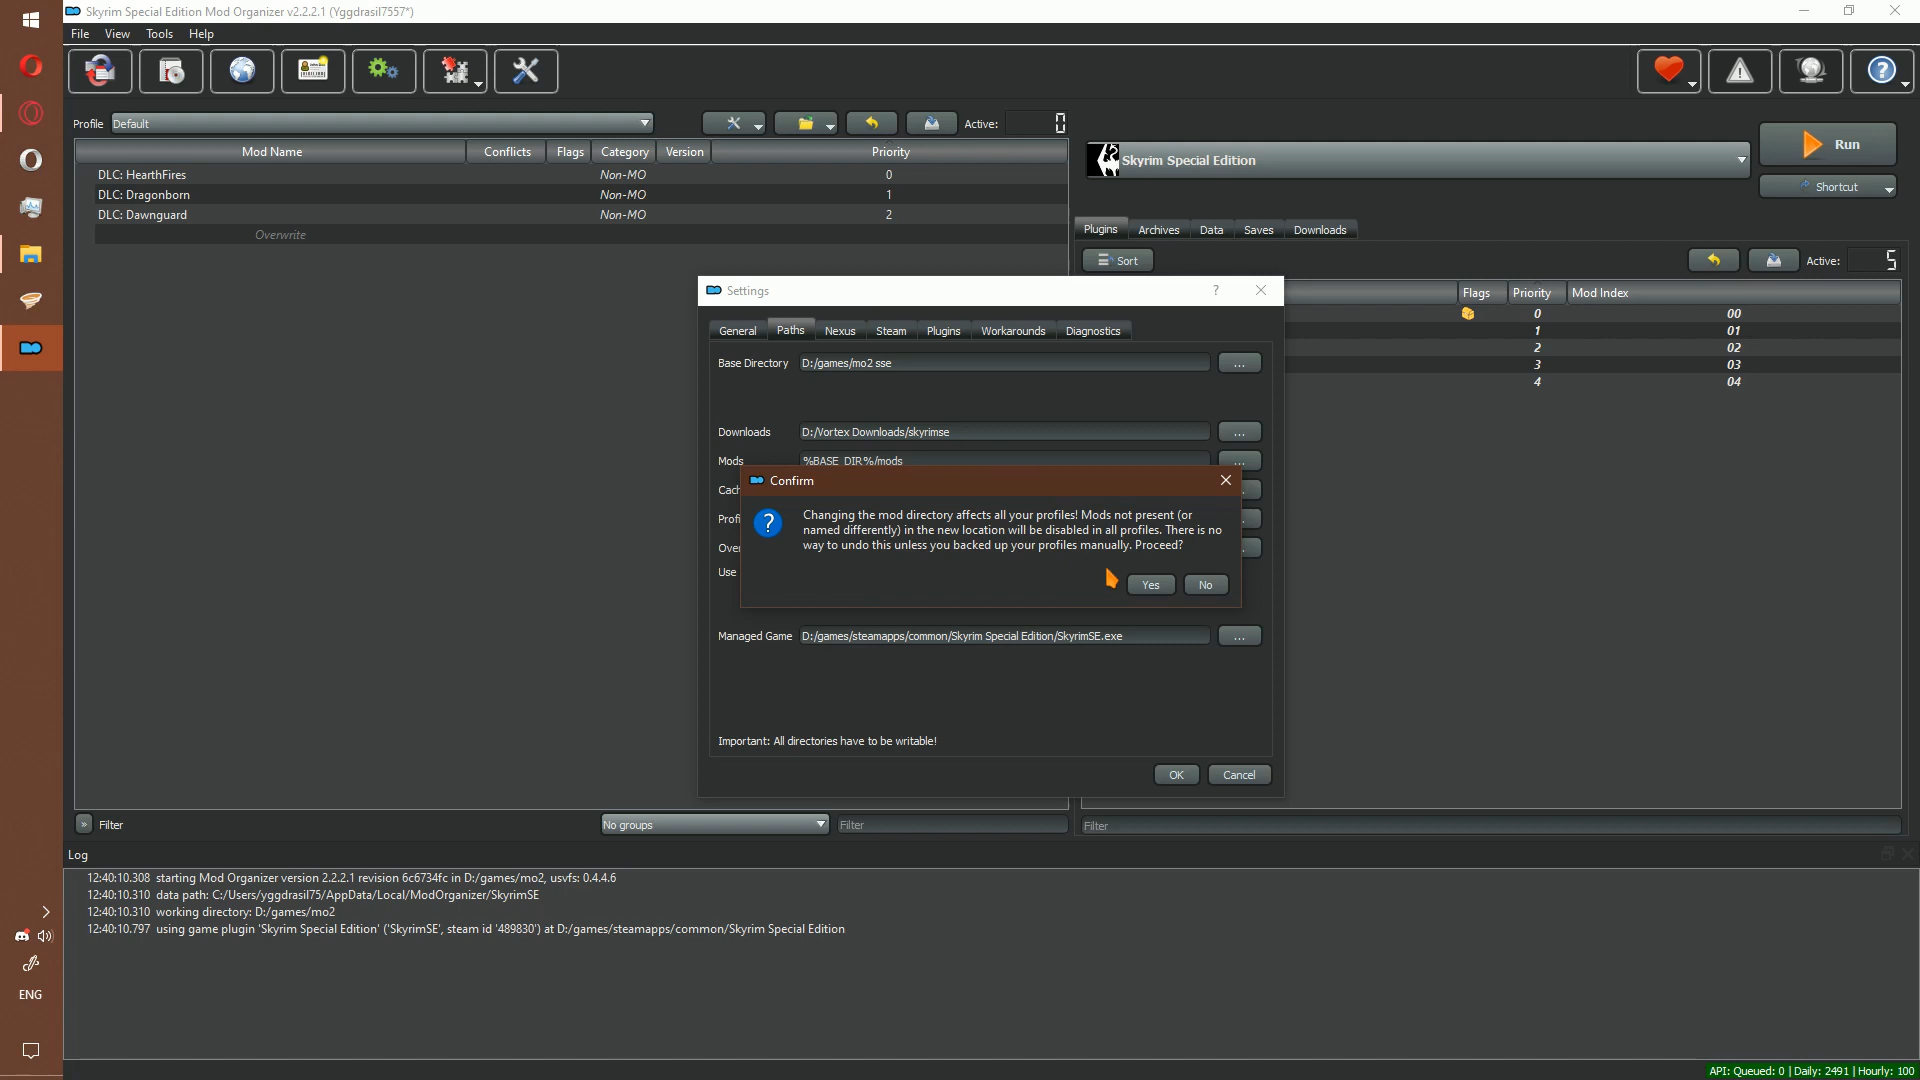 Skyrim Special Edition Mod Organizer v2.2.2.1 (Yggdrasil7557*)
File View Tools Help
Profile Default Active: 0
Mod Name Conflicts Flags Category Version Priority
DLC: HearthFires Non-MO 0
DLC: Dragonborn Non-MO 1
DLC: Dawnguard Non-MO 2
Overwrite
Skyrim Special Edition
Run
Shortcut
Plugins Archives Data Saves Downloads
Sort Active: 5
Flags Priority Mod Index
0 00
1 01
2 02
3 03
4 04
Settings ?
General Paths Nexus Steam Plugins Workarounds Diagnostics
Base Directory D:/games/mo2 sse ...
Downloads D:/Vortex Downloads/skyrimse ...
Mods %BASE_DIR%/mods ...
Cach
Profi
Over
Use
Confirm
Changing the mod directory affects all your profiles! Mods not present (or
named differently) in the new location will be disabled in all profiles. There is no
way to undo this unless you backed up your profiles manually. Proceed?
Yes No
Managed Game D:/games/steamapps/common/Skyrim Special Edition/SkyrimSE.exe ...
Important: All directories have to be writable!
OK Cancel
» Filter No groups Filter
Filter
Log
12:40:10.308 starting Mod Organizer version 2.2.2.1 revision 6c6734fc in D:/games/mo2, usvfs: 0.4.4.6
12:40:10.310 data path: C:/Users/yggdrasil75/AppData/Local/ModOrganizer/SkyrimSE
12:40:10.310 working directory: D:/games/mo2
12:40:10.797 using game plugin 'Skyrim Special Edition' ('SkyrimSE', steam id '489830') at D:/games/steamapps/common/Skyrim Special Edition
ENG
API: Queued: 0 | Daily: 2491 | Hourly: 100